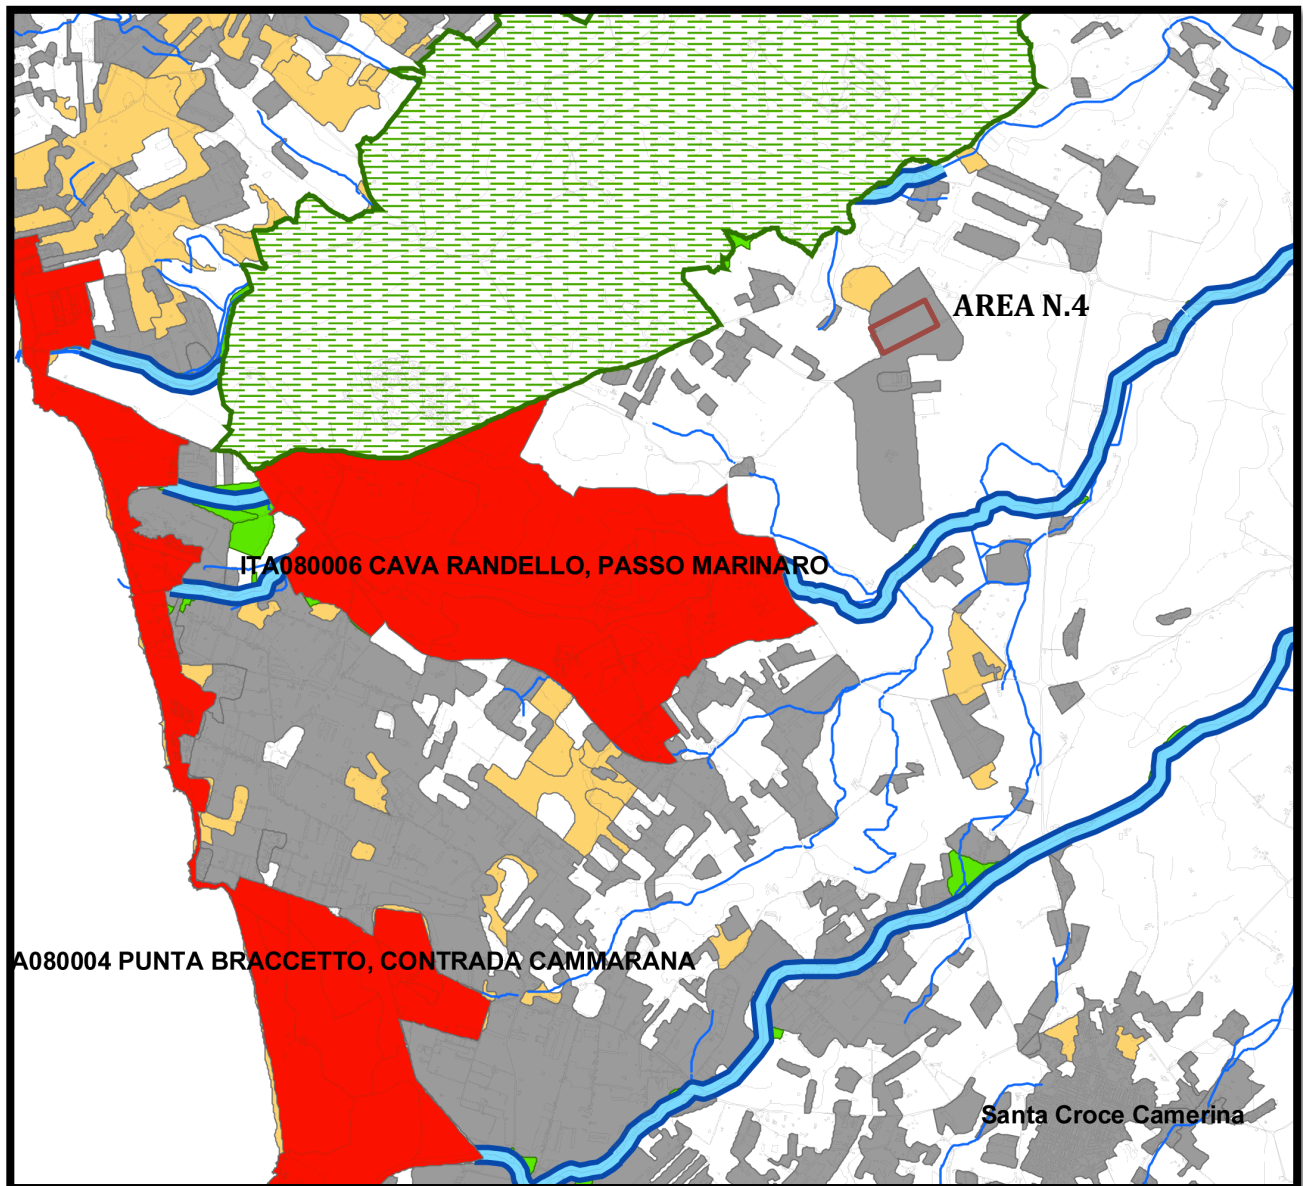 AREA N.4
ITA080006 CAVA RANDELLO, PASSO MARINARO
A080004 PUNTA BRACCETTO, CONTRADA CAMMARANA
Santa Croce Camerina